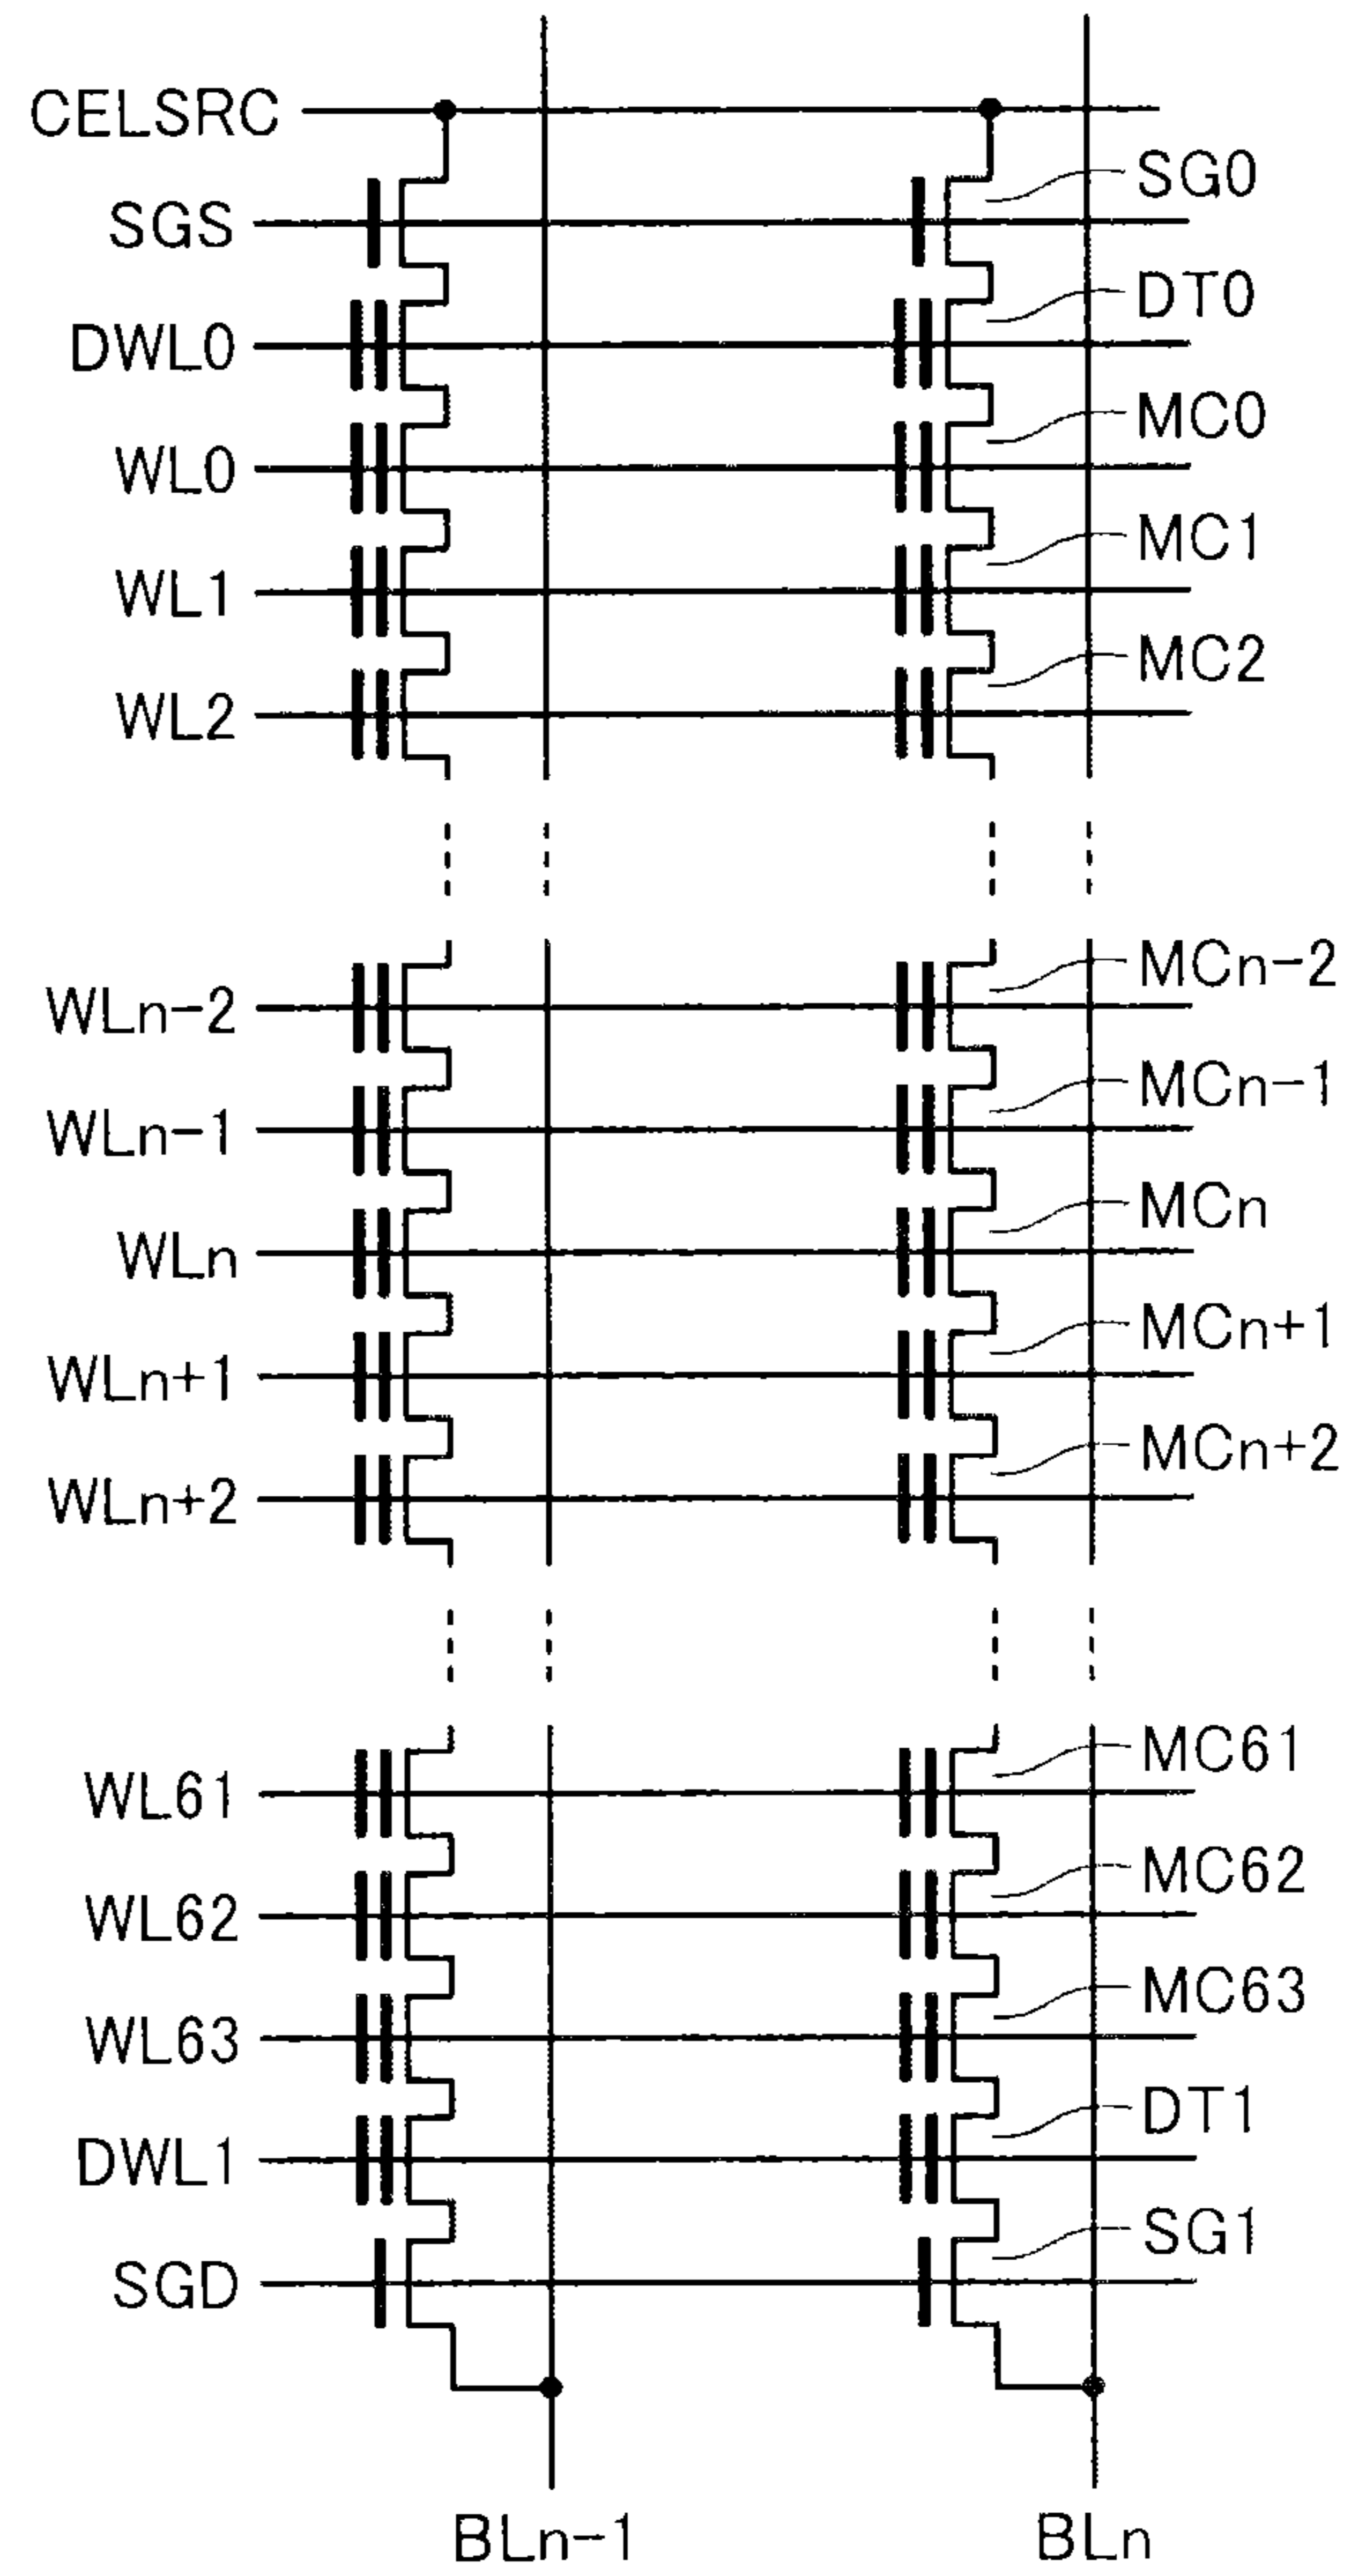 CELSRC
SG0
SGS
DT0
DWL0
MC0
WL0
MC1
WL1
MC2
WL2
MCn-2
WLn-2
MCn-1
WLn-1
MCn
WLn
MCn+1
WLn+1
MCn+2
WLn+2
MC61
WL61
MC62
WL62
MC63
WL63
DT1
DWL1
SG1
SGD
BLn-1 BLn